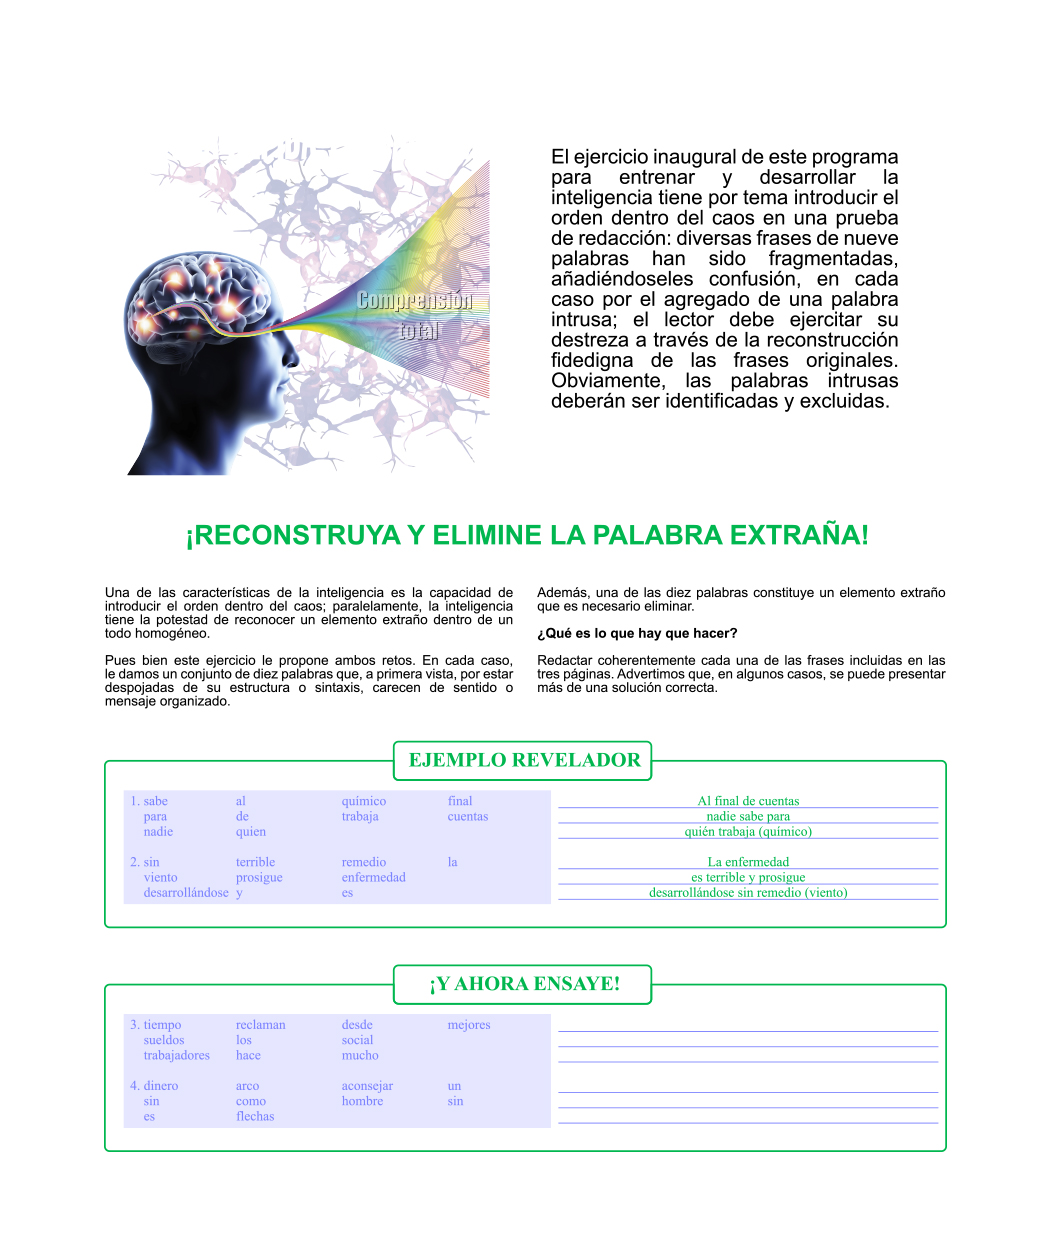 Comprensión
total
El ejercicio inaugural de este programa
para entrenar y desarrollar la
inteligencia tiene por tema introducir el
orden dentro del caos en una prueba
de redacción: diversas frases de nueve
palabras han sido fragmentadas,
añadiéndoseles confusión, en cada
caso por el agregado de una palabra
intrusa; el lector debe ejercitar su
destreza a través de la reconstrucción
fidedigna de las frases originales.
Obviamente, las palabras intrusas
deberán ser identificadas y excluidas.
¡RECONSTRUYA Y ELIMINE LA PALABRA EXTRAÑA!
Una de las características de la inteligencia es la capacidad de
introducir el orden dentro del caos; paralelamente, la inteligencia
tiene la potestad de reconocer un elemento extraño dentro de un
todo homogéneo.
Pues bien este ejercicio le propone ambos retos. En cada caso,
le damos un conjunto de diez palabras que, a primera vista, por estar
despojadas de su estructura o sintaxis, carecen de sentido o
mensaje organizado.
Además, una de las diez palabras constituye un elemento extraño
que es necesario eliminar.
¿Qué es lo que hay que hacer?
Redactar coherentemente cada una de las frases incluidas en las
tres páginas. Advertimos que, en algunos casos, se puede presentar
más de una solución correcta.
EJEMPLO REVELADOR
1. sabe al químico final
para de trabaja cuentas
nadie quien
Al final de cuentas
nadie sabe para
quién trabaja (químico)
2. sin terrible remedio la
viento prosigue enfermedad
desarrollándose y es
La enfermedad
es terrible y prosigue
desarrollándose sin remedio (viento)
¡Y AHORA ENSAYE!
3. tiempo reclaman desde mejores
sueldos los social
trabajadores hace mucho
4. dinero arco aconsejar un
sin como hombre sin
es flechas